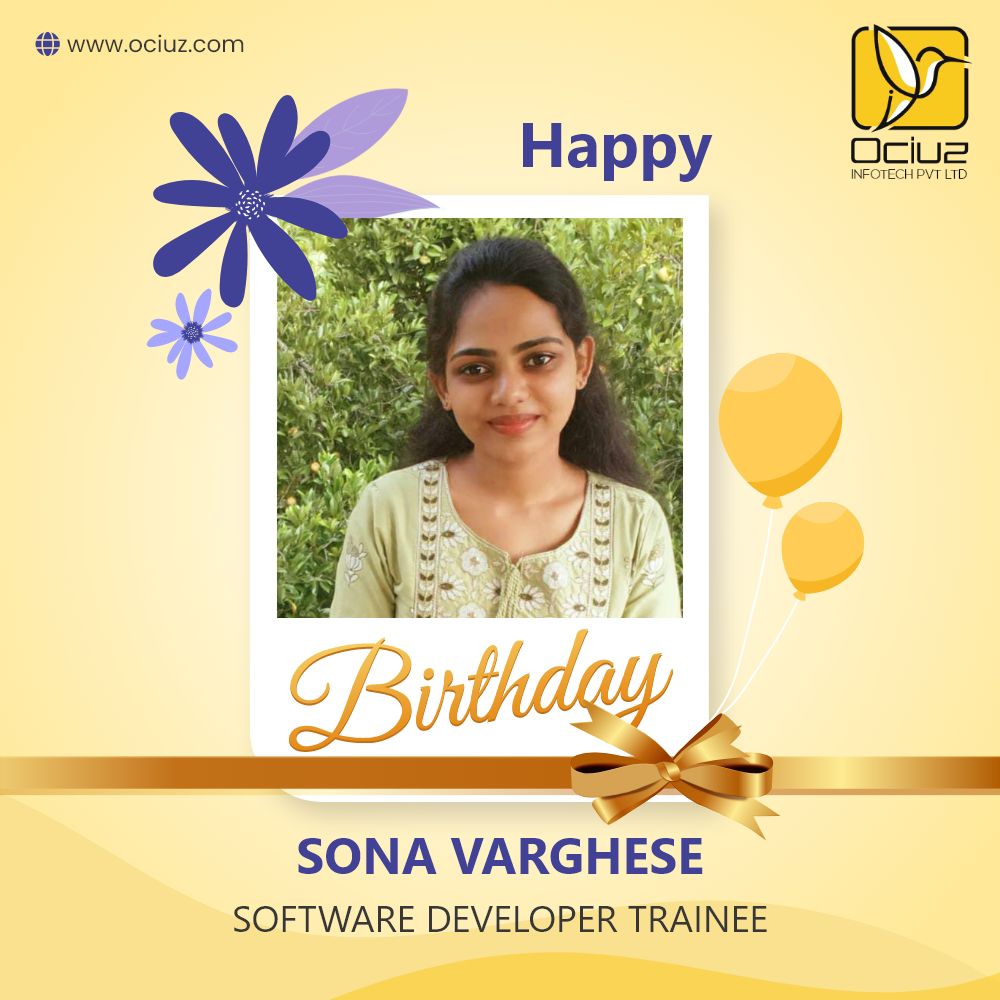 www.ociuz.com
Ociuz
INFOTECH PVT LTD
Happy
Birthday
SONA VARGHESE
SOFTWARE DEVELOPER TRAINEE